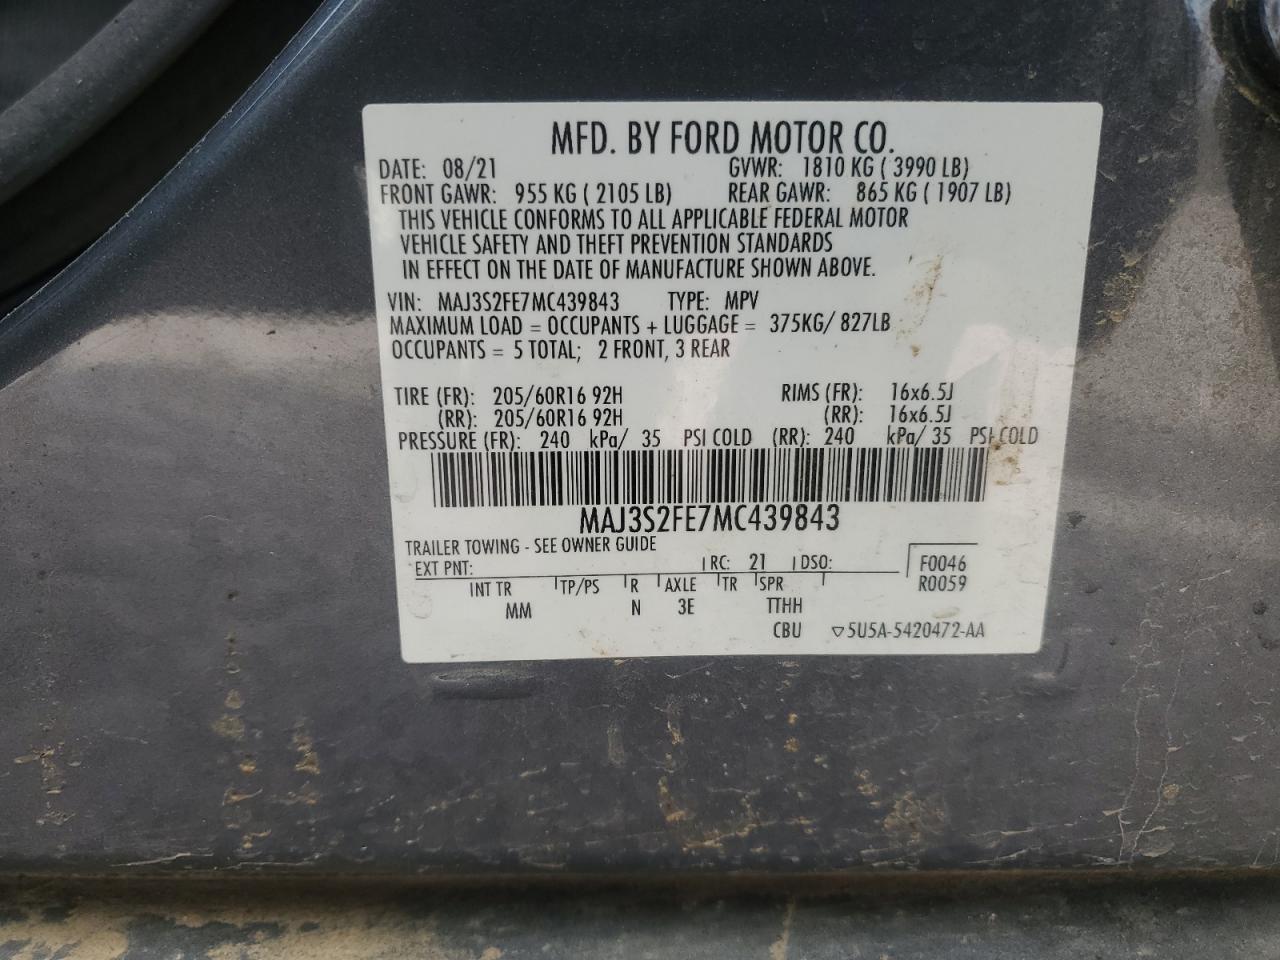 MFD. BY FORD MOTOR CO.
DATE: 08/21 GVWR: 1810 KG ( 3990 LB)
FRONT GAWR: 955 KG ( 2105 LB) REAR GAWR: 865 KG ( 1907 LB)
THIS VEHICLE CONFORMS TO ALL APPLICABLE FEDERAL MOTOR
VEHICLE SAFETY AND THEFT PREVENTION STANDARDS
IN EFFECT ON THE DATE OF MANUFACTURE SHOWN ABOVE.
VIN: MAJ3S2FE7MC439843 TYPE: MPV
MAXIMUM LOAD = OCCUPANTS + LUGGAGE = 375KG/ 827LB
OCCUPANTS = 5 TOTAL; 2 FRONT, 3 REAR
TIRE (FR): 205/60R16 92H RIMS (FR): 16x6.5J
(RR): 205/60R16 92H (RR): 16x6.5J
PRESSURE (FR): 240 kPa/ 35 PSI COLD (RR): 240 kPa/ 35 PSI COLD
MAJ3S2FE7MC439843
TRAILER TOWING - SEE OWNER GUIDE
EXT PNT: RC: 21 DSO: F0046
R0059
INT TR TP/PS R AXLE TR SPR
MM N 3E TTHH
CBU ▽5U5A-5420472-AA